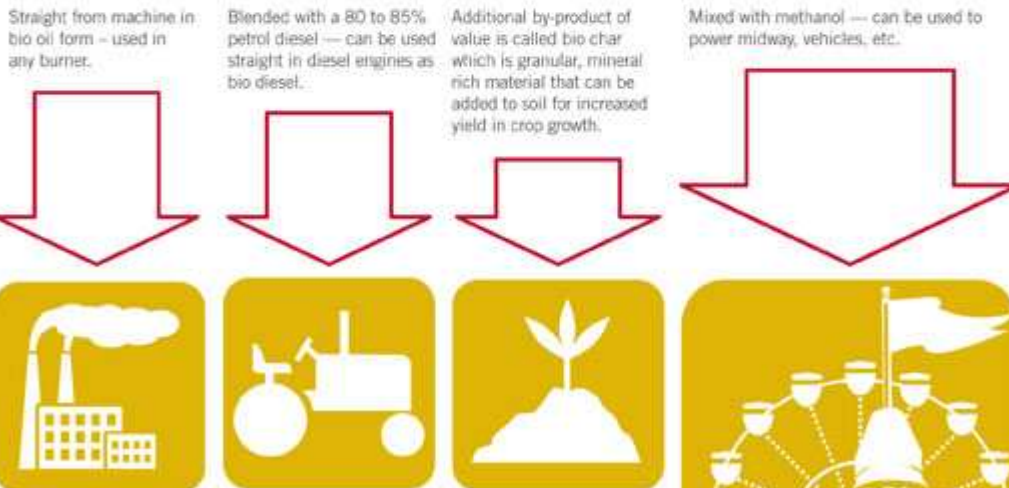 Straight from machine in
bio oil form – used in
any burner.
Blended with a 80 to 85%
petrol diesel — can be used
straight in diesel engines as
bio diesel.
Additional by-product of
value is called bio char
which is granular, mineral
rich material that can be
added to soil for increased
yield in crop growth.
Mixed with methanol — can be used to
power midway, vehicles, etc.